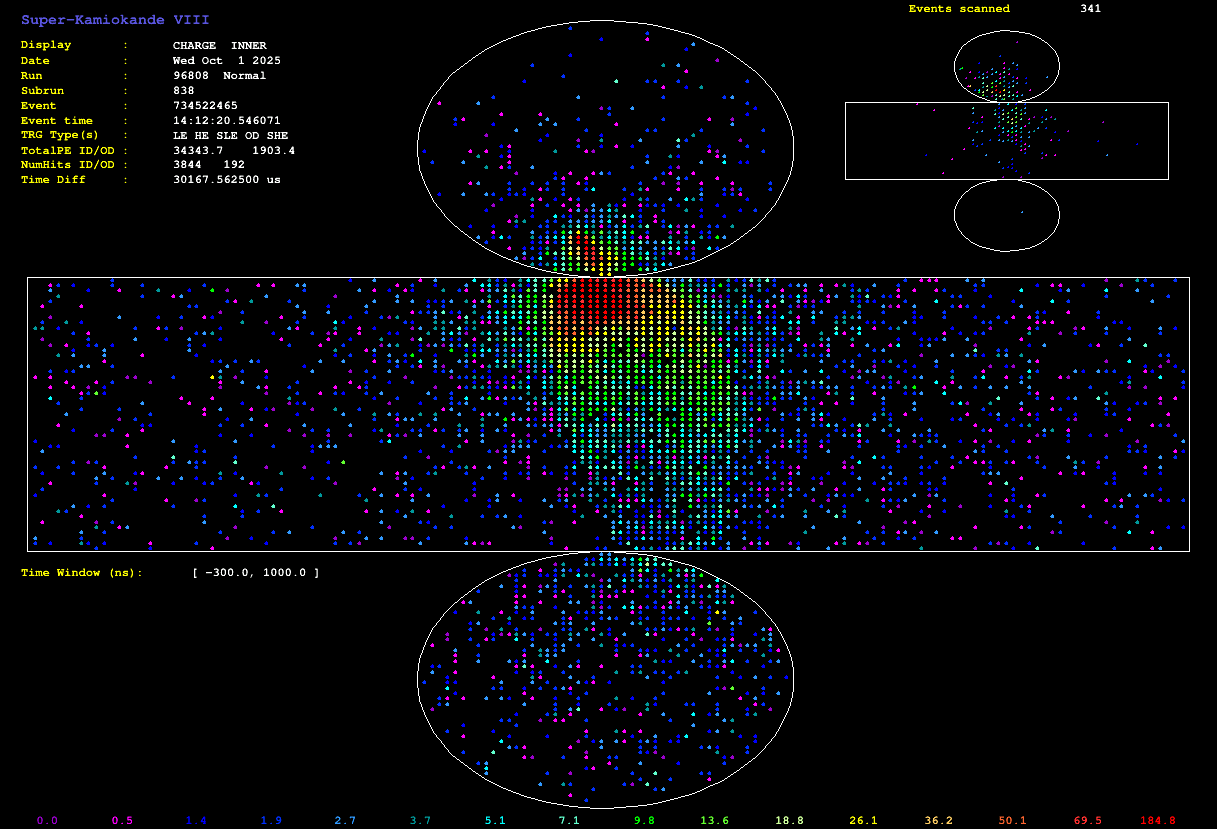 Super-Kamiokande VIII
Events scanned 341
Display : CHARGE INNER
Date : Wed Oct 1 2025
Run : 96808 Normal
Subrun : 838
Event : 734522465
Event time : 14:12:20.546071
TRG Type(s) : LE HE SLE OD SHE
TotalPE ID/OD : 34343.7 1903.4
NumHits ID/OD : 3844 192
Time Diff : 30167.562500 us
Time Window (ns): [ -300.0, 1000.0 ]
0.0 0.5 1.4 1.9 2.7 3.7 5.1 7.1 9.8 13.6 18.8 26.1 36.2 50.1 69.5 184.8